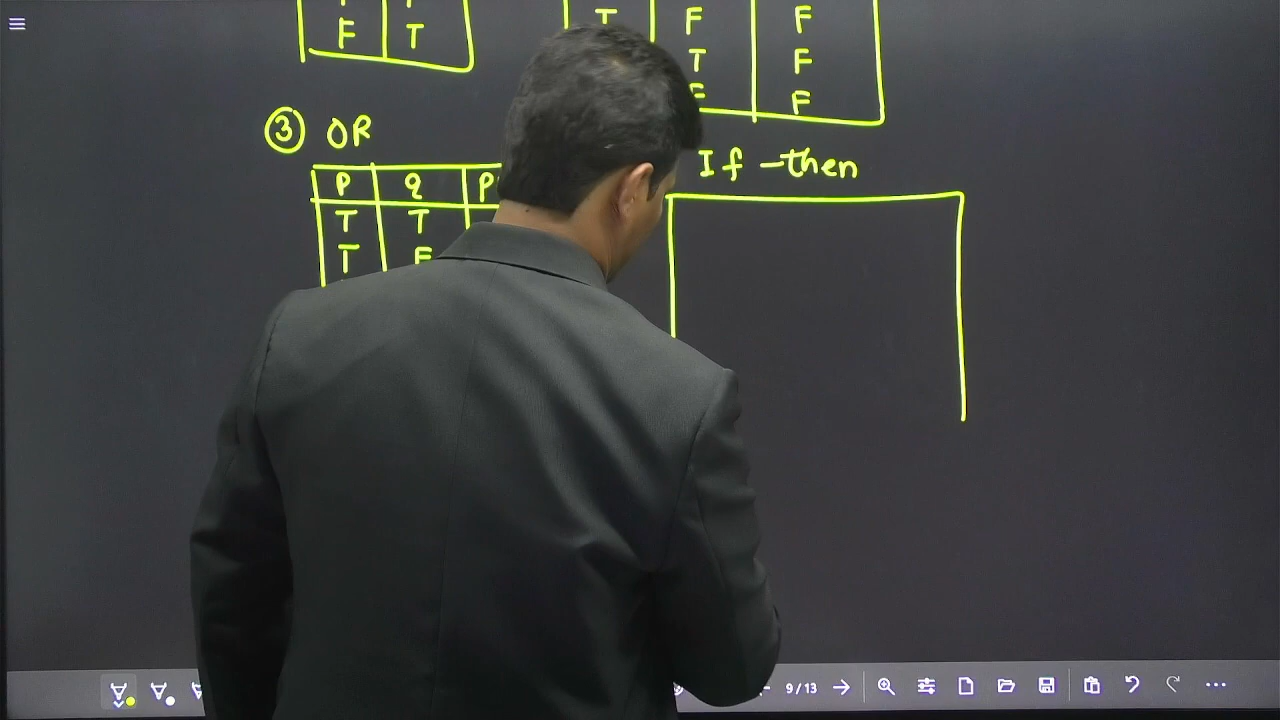 F T
T F F
T F
F F
③ OR
If -then
P q P
T T
T F
9/13